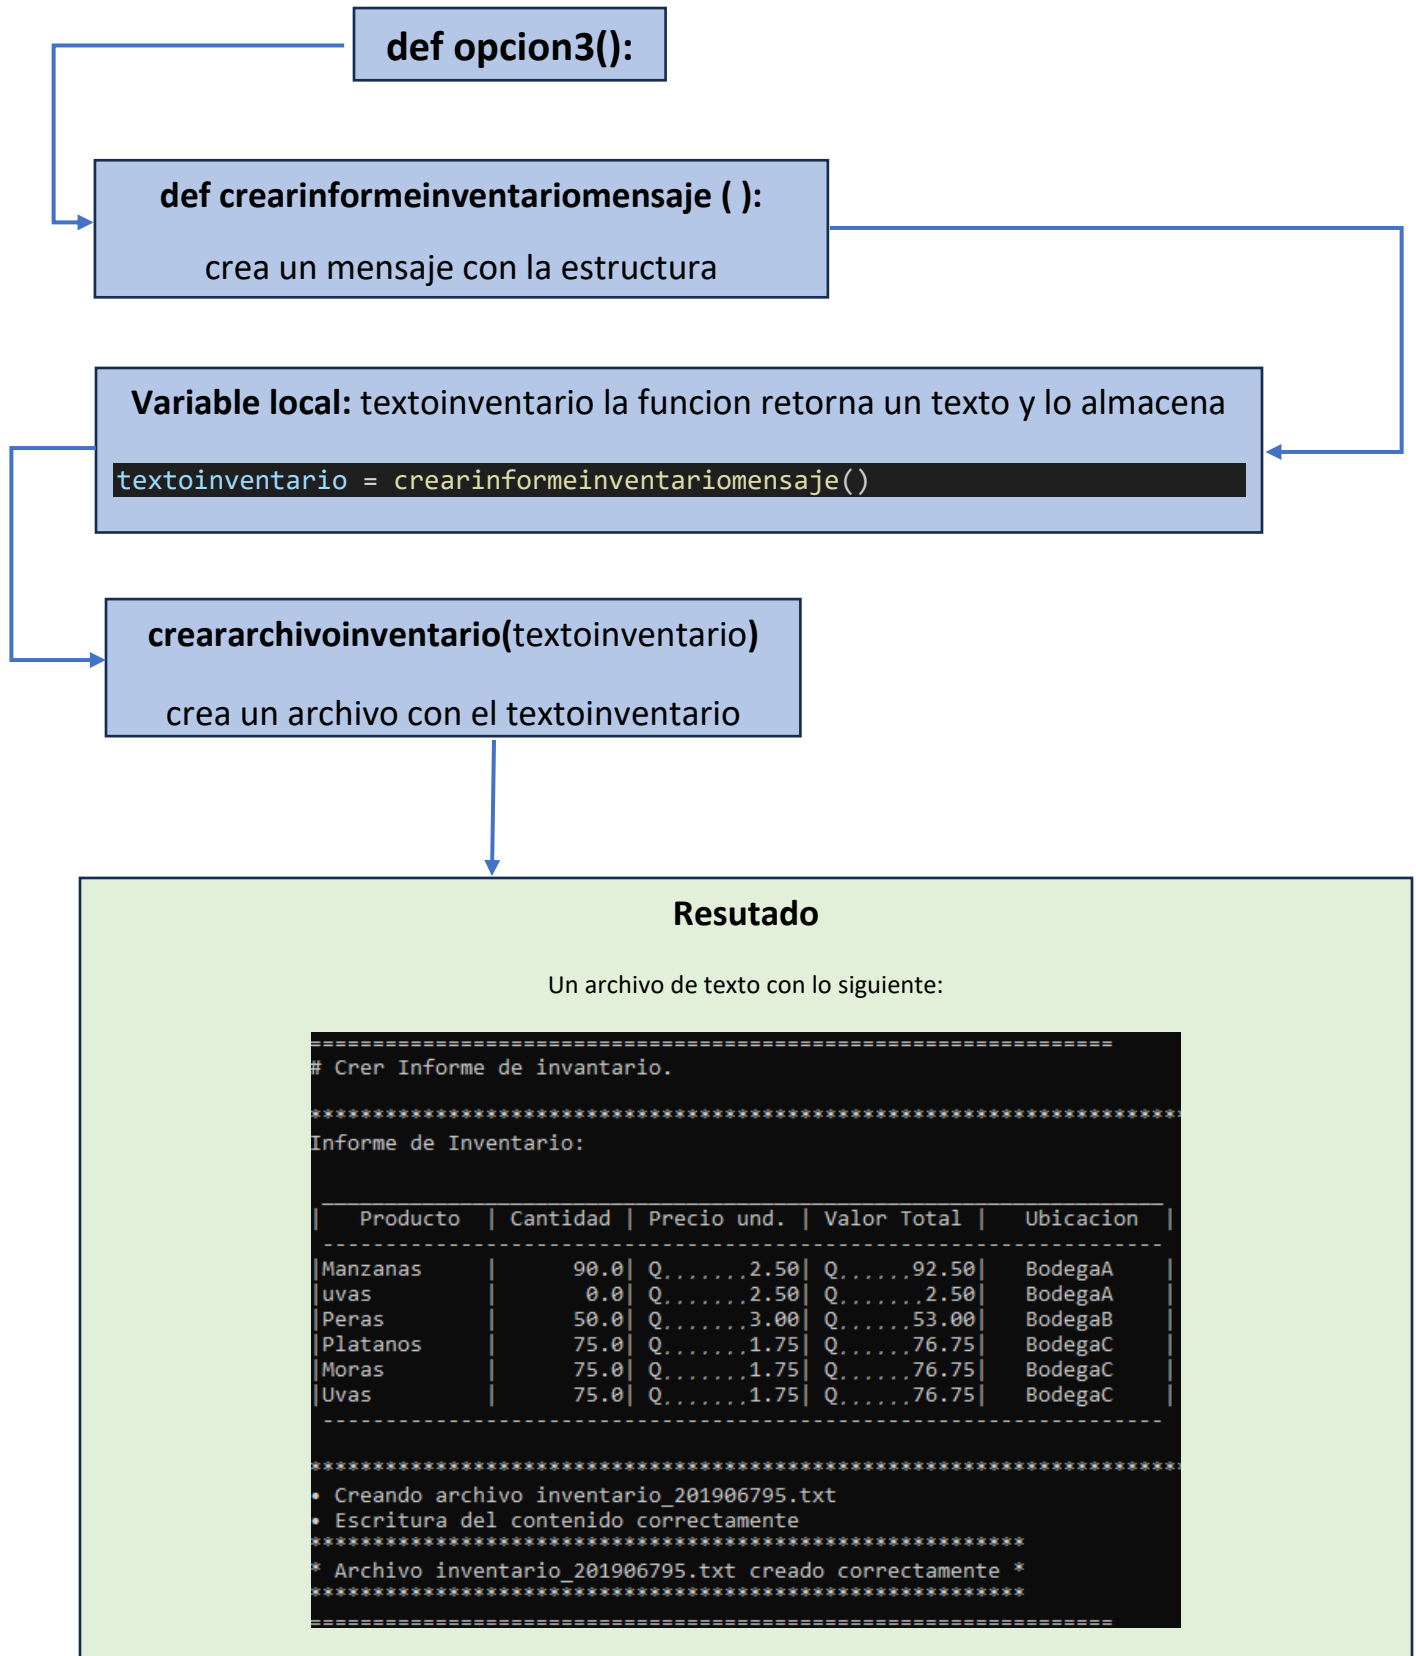 def opcion3():
def crearinformeinventariomensaje ( ):
crea un mensaje con la estructura
Variable local: textoinventario la funcion retorna un texto y lo almacena
textoinventario = crearinformeinventariomensaje()
creararchivoinventario(textoinventario)
crea un archivo con el textoinventario
Resutado
Un archivo de texto con lo siguiente:
================================================================
# Crer Informe de invantario.
**********************************************************************
Informe de Inventario:
___________________________________________________________________
| Producto | Cantidad | Precio und. | Valor Total | Ubicacion |
-------------------------------------------------------------------
|Manzanas | 90.0| Q.......2.50| Q......92.50| BodegaA |
|uvas | 0.0| Q.......2.50| Q.......2.50| BodegaA |
|Peras | 50.0| Q.......3.00| Q......53.00| BodegaB |
|Platanos | 75.0| Q.......1.75| Q......76.75| BodegaC |
|Moras | 75.0| Q.......1.75| Q......76.75| BodegaC |
|Uvas | 75.0| Q.......1.75| Q......76.75| BodegaC |
-------------------------------------------------------------------
**********************************************************************
• Creando archivo inventario_201906795.txt
• Escritura del contenido correctamente
*********************************************************
* Archivo inventario_201906795.txt creado correctamente *
*********************************************************
================================================================